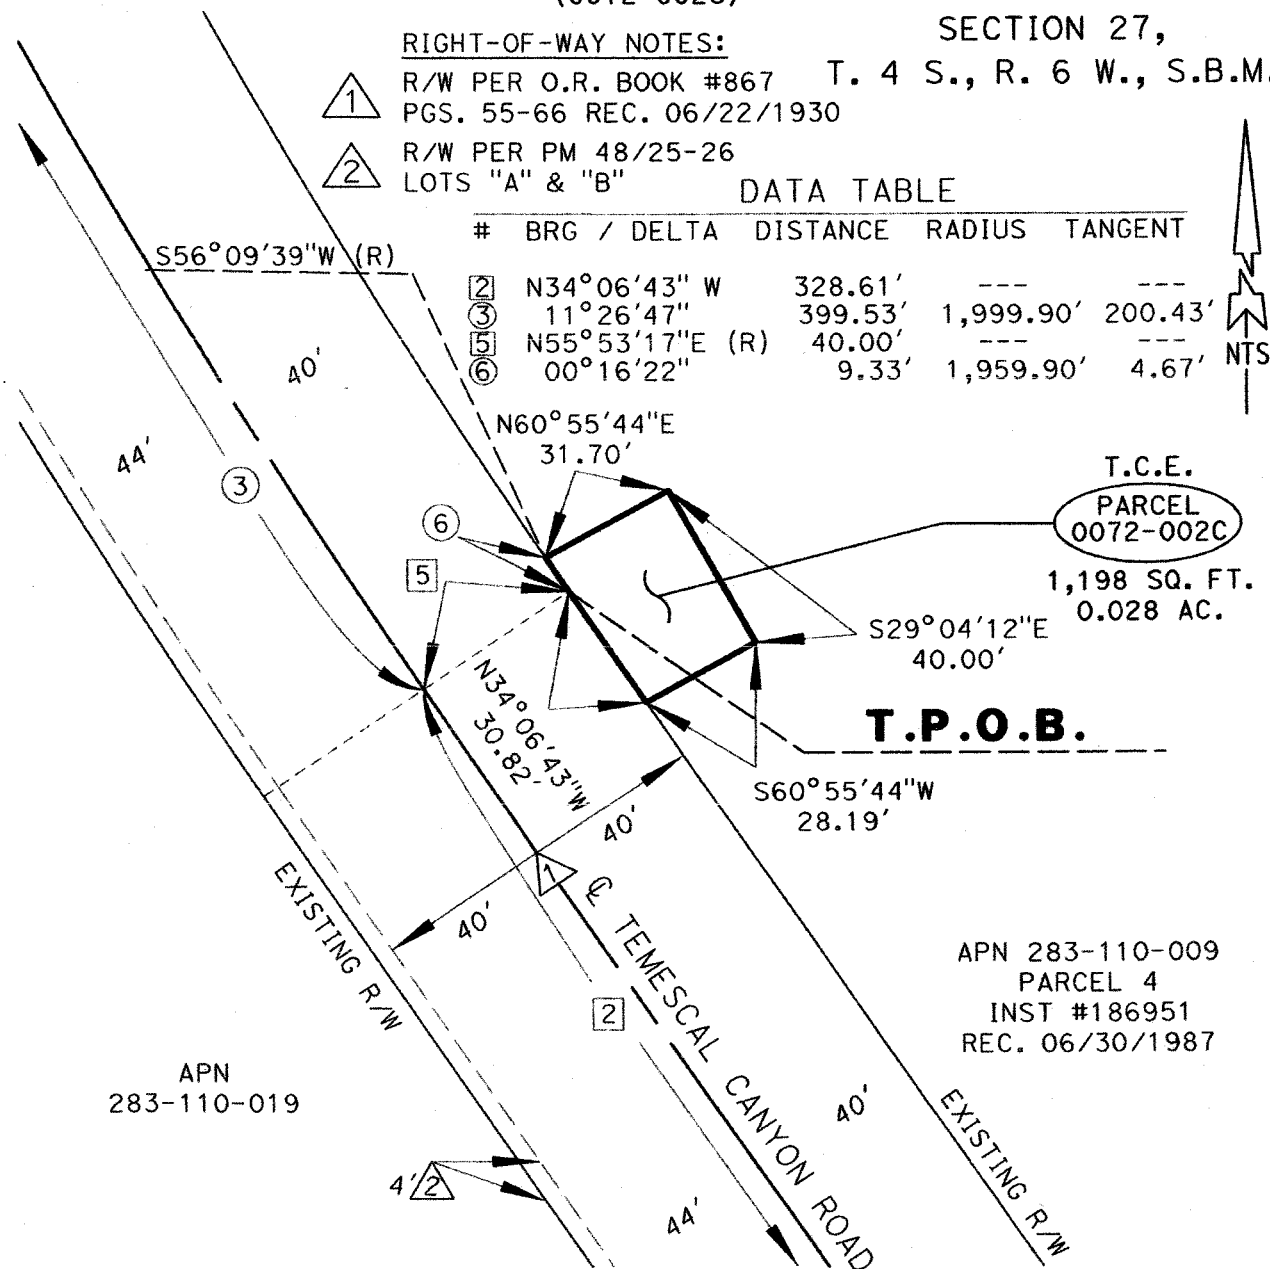 RIGHT-OF-WAY NOTES:
1 R/W PER O.R. BOOK #867
PGS. 55-66 REC. 06/22/1930
2 R/W PER PM 48/25-26
LOTS "A" & "B"
SECTION 27,
T. 4 S., R. 6 W., S.B.M.
DATA TABLE
# BRG / DELTA DISTANCE RADIUS TANGENT
2 N34°06'43" W 328.61' --- ---
3 11°26'47" 399.53' 1,999.90' 200.43'
5 N55°53'17"E (R) 40.00' --- ---
6 00°16'22" 9.33' 1,959.90' 4.67'
N
NTS
S56°09'39"W (R)
40'
44'
3
N60°55'44"E
31.70'
6
5
T.C.E.
PARCEL
0072-002C
1,198 SQ. FT.
0.028 AC.
S29°04'12"E
40.00'
T.P.O.B.
N34°06'43"W
30.82'
S60°55'44"W
28.19'
40'
40'
1
℄ TEMESCAL CANYON ROAD
EXISTING R/W
2
APN 283-110-009
PARCEL 4
INST #186951
REC. 06/30/1987
APN
283-110-019
40'
EXISTING R/W
4' 2
44'